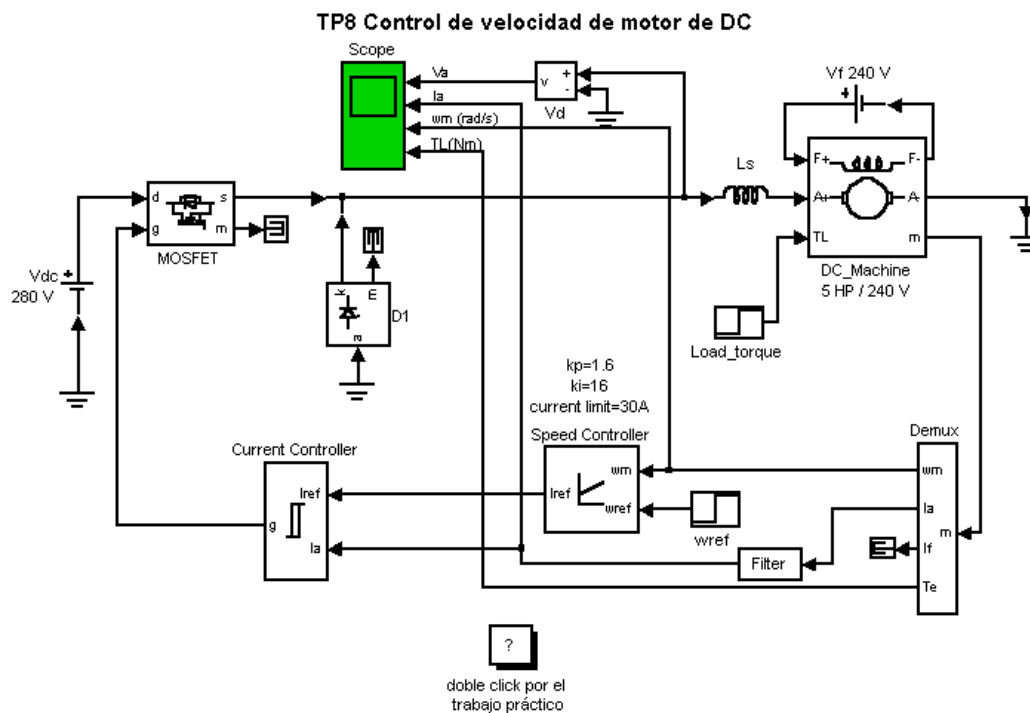 TP8 Control de velocidad de motor de DC
Scope
Va
Ia
wm (rad/s)
TL(Nm)
v
+
-
Vd
Vf 240 V
+
F+
F-
A+
A-
TL
m
DC_Machine
5 HP / 240 V
Ls
d
s
g
m
MOSFET
Vdc
+
280 V
k
m
a
D1
Load_torque
kp=1.6
ki=16
current limit=30A
Speed Controller
wm
Iref
wref
wref
Current Controller
Iref
g
Ia
Filter
Demux
wm
Ia
m
If
Te
?
doble click por el
trabajo práctico